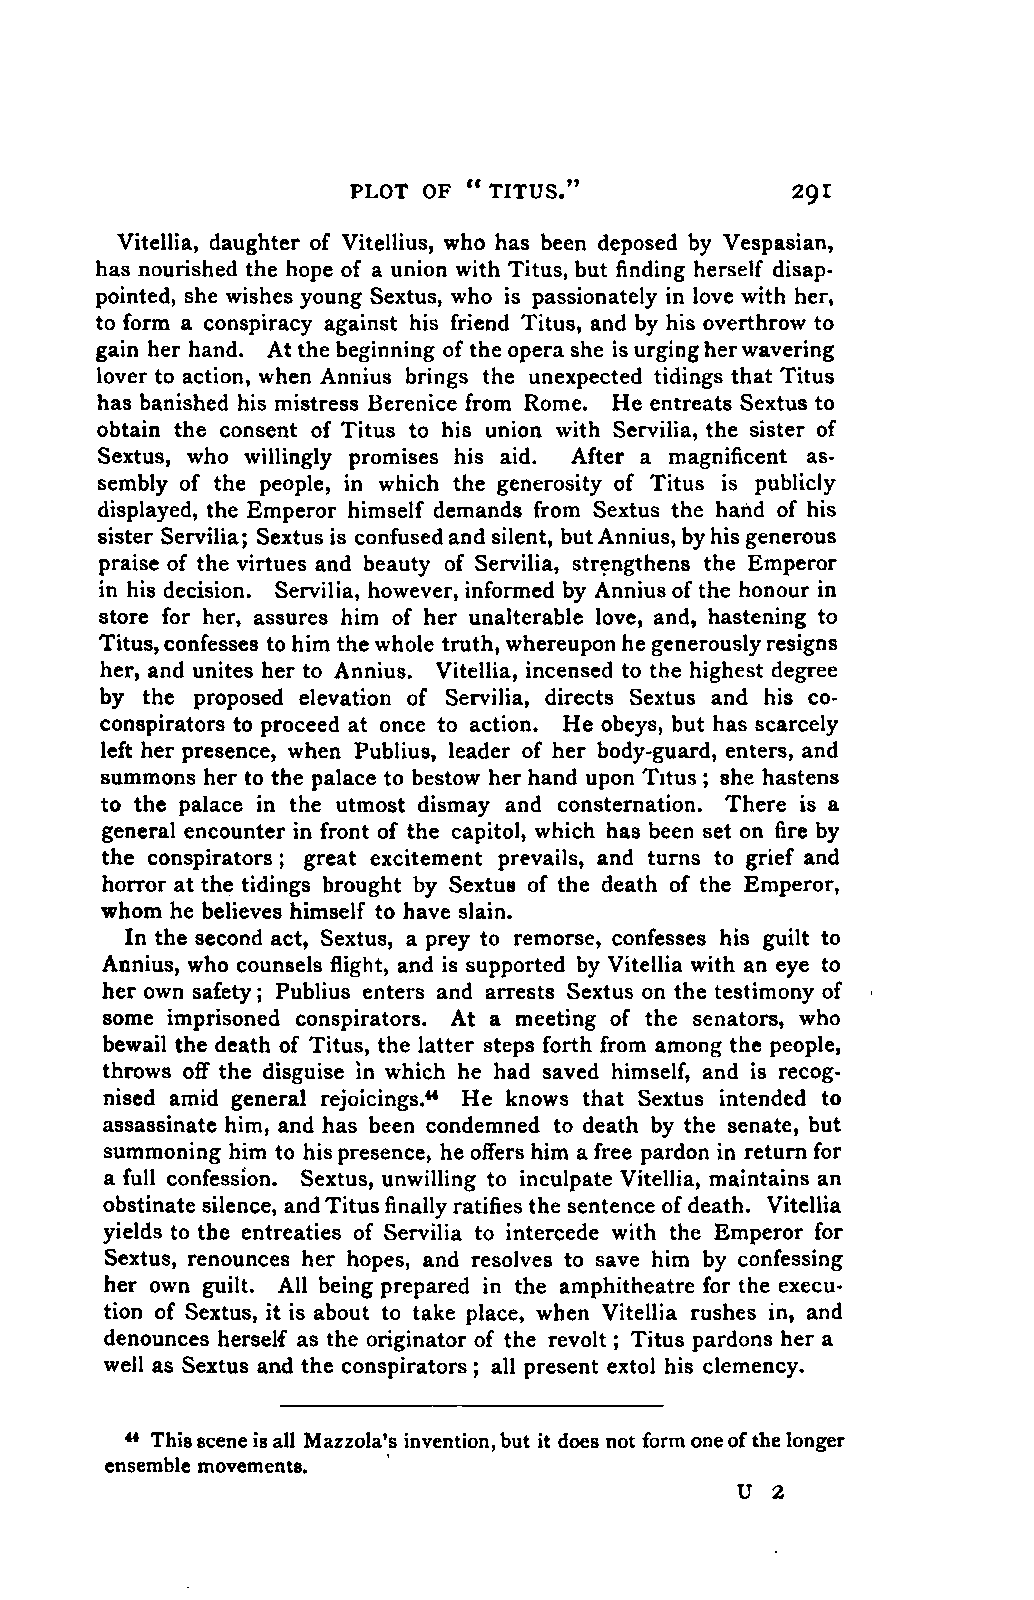 PLOT OF " TITUS." 291
Vitellia, daughter of Vitellius, who has been deposed by Vespasian,
has nourished the hope of a union with Titus, but finding herself disap-
pointed, she wishes young Sextus, who is passionately in love with her,
to form a conspiracy against his friend Titus, and by his overthrow to
gain her hand. At the beginning of the opera she is urging her wavering
lover to action, when Annius brings the unexpected tidings that Titus
has banished his mistress Berenice from Rome. He entreats Sextus to
obtain the consent of Titus to his union with Servilia, the sister of
Sextus, who willingly promises his aid. After a magnificent as-
sembly of the people, in which the generosity of Titus is publicly
displayed, the Emperor himself demands from Sextus the hand of his
sister Servilia; Sextus is confused and silent, but Annius, by his generous
praise of the virtues and beauty of Servilia, strengthens the Emperor
in his decision. Servilia, however, informed by Annius of the honour in
store for her, assures him of her unalterable love, and, hastening to
Titus, confesses to him the whole truth, whereupon he generously resigns
her, and unites her to Annius. Vitellia, incensed to the highest degree
by the proposed elevation of Servilia, directs Sextus and his co-
conspirators to proceed at once to action. He obeys, but has scarcely
left her presence, when Publius, leader of her body-guard, enters, and
summons her to the palace to bestow her hand upon Titus ; she hastens
to the palace in the utmost dismay and consternation. There is a
general encounter in front of the capitol, which has been set on fire by
the conspirators ; great excitement prevails, and turns to grief and
horror at the tidings brought by Sextus of the death of the Emperor,
whom he believes himself to have slain.
In the second act, Sextus, a prey to remorse, confesses his guilt to
Annius, who counsels flight, and is supported by Vitellia with an eye to
her own safety ; Publius enters and arrests Sextus on the testimony of
some imprisoned conspirators. At a meeting of the senators, who
bewail the death of Titus, the latter steps forth from among the people,
throws off the disguise in which he had saved himself, and is recog-
nised amid general rejoicings.44 He knows that Sextus intended to
assassinate him, and has been condemned to death by the senate, but
summoning him to his presence, he offers him a free pardon in return for
a full confession. Sextus, unwilling to inculpate Vitellia, maintains an
obstinate silence, and Titus finally ratifies the sentence of death. Vitellia
yields to the entreaties of Servilia to intercede with the Emperor for
Sextus, renounces her hopes, and resolves to save him by confessing
her own guilt. All being prepared in the amphitheatre for the execu-
tion of Sextus, it is about to take place, when Vitellia rushes in, and
denounces herself as the originator of the revolt ; Titus pardons her a
well as Sextus and the conspirators ; all present extol his clemency.
44 This scene is all Mazzola's invention, but it does not form one of the longer
ensemble movements.
U 2